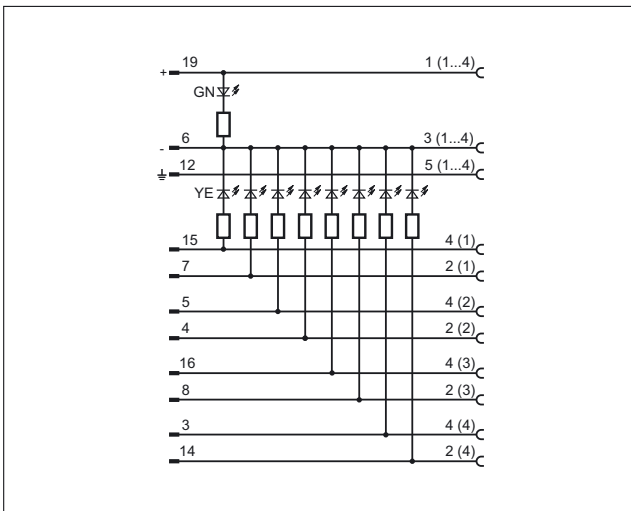 + 19 1 (1...4)
GN
- 6 3 (1...4)
12 5 (1...4)
YE
15 4 (1)
7 2 (1)
5 4 (2)
4 2 (2)
16 4 (3)
8 2 (3)
3 4 (4)
14 2 (4)